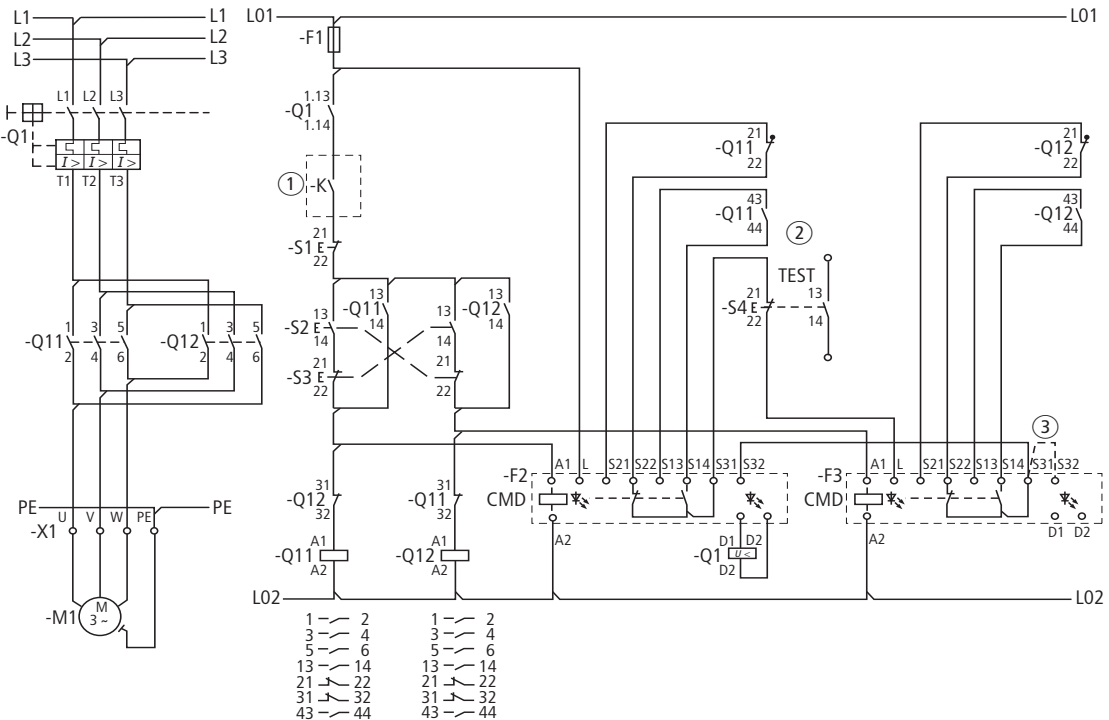 L1 L1 L01 L01
L2 L2
L3 L3
-F1
L1 L2 L3
-Q1
I> I> I>
T1 T2 T3
1.13
-Q1
1.14
① -K
21
-S1 E
22
21
-Q11
22
21
-Q12
22
43
-Q11
44
43
-Q12
44
②
TEST
21 13
-S4 E
22 14
13 13 13 13
-S2 E -Q11 -Q12
14 14 14 14
21 21
-S3 E
22 22
1 3 5 1 3 5
-Q11 -Q12
2 4 6 2 4 6
③
-F2 A1 L S21 S22 S13 S14 S31 S32
CMD
A2 D1 D2
-F3 A1 L S21 S22 S13 S14 S31 S32
CMD
A2 D1 D2
31 31
-Q12 -Q11
32 32
A1 A1
-Q11 -Q12
A2 A2
-Q1 U<
D2
PE PE
U V W PE
-X1
M
-M1 3 ~
L02 L02
1 2 1 2
3 4 3 4
5 6 5 6
13 14 13 14
21 22 21 22
31 32 31 32
43 44 43 44